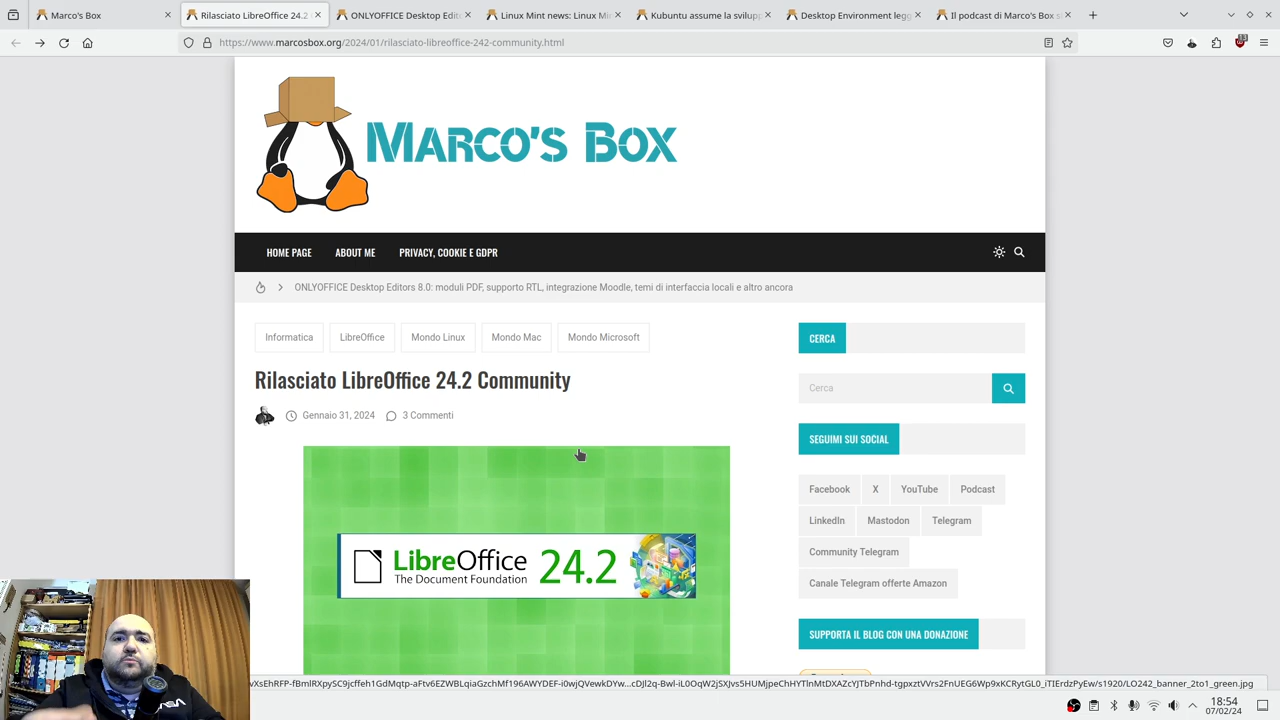 Marco's Box
Rilasciato LibreOffice 24.2
ONLYOFFICE Desktop Edit
Linux Mint news: Linux Mi
Kubuntu assume la svilupp
Desktop Environment legg
Il podcast di Marco's Box s
https://www.marcosbox.org/2024/01/rilasciato-libreoffice-242-community.html
Marco's Box
HOME PAGE ABOUT ME PRIVACY, COOKIE E GDPR
ONLYOFFICE Desktop Editors 8.0: moduli PDF, supporto RTL, integrazione Moodle, temi di interfaccia locali e altro ancora
Informatica LibreOffice Mondo Linux Mondo Mac Mondo Microsoft
Rilasciato LibreOffice 24.2 Community
Gennaio 31, 2024 3 Commenti
LibreOffice 24.2
The Document Foundation
CERCA
Cerca
SEGUIMI SUI SOCIAL
Facebook X YouTube Podcast
LinkedIn Mastodon Telegram
Community Telegram
Canale Telegram offerte Amazon
SUPPORTA IL BLOG CON UNA DONAZIONE
18:54
07/02/24